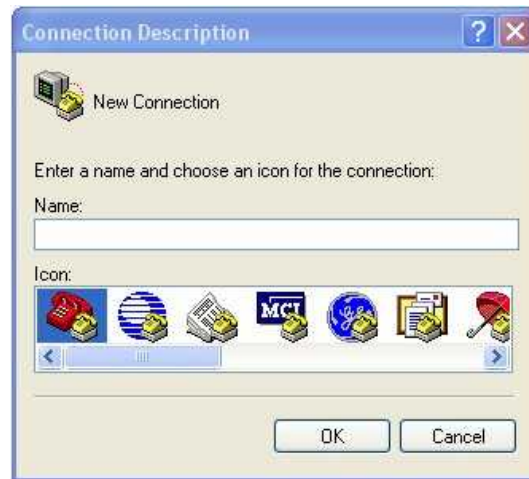 Connection Description
New Connection
Enter a name and choose an icon for the connection:
Name:
Icon:
MCI
OK
Cancel